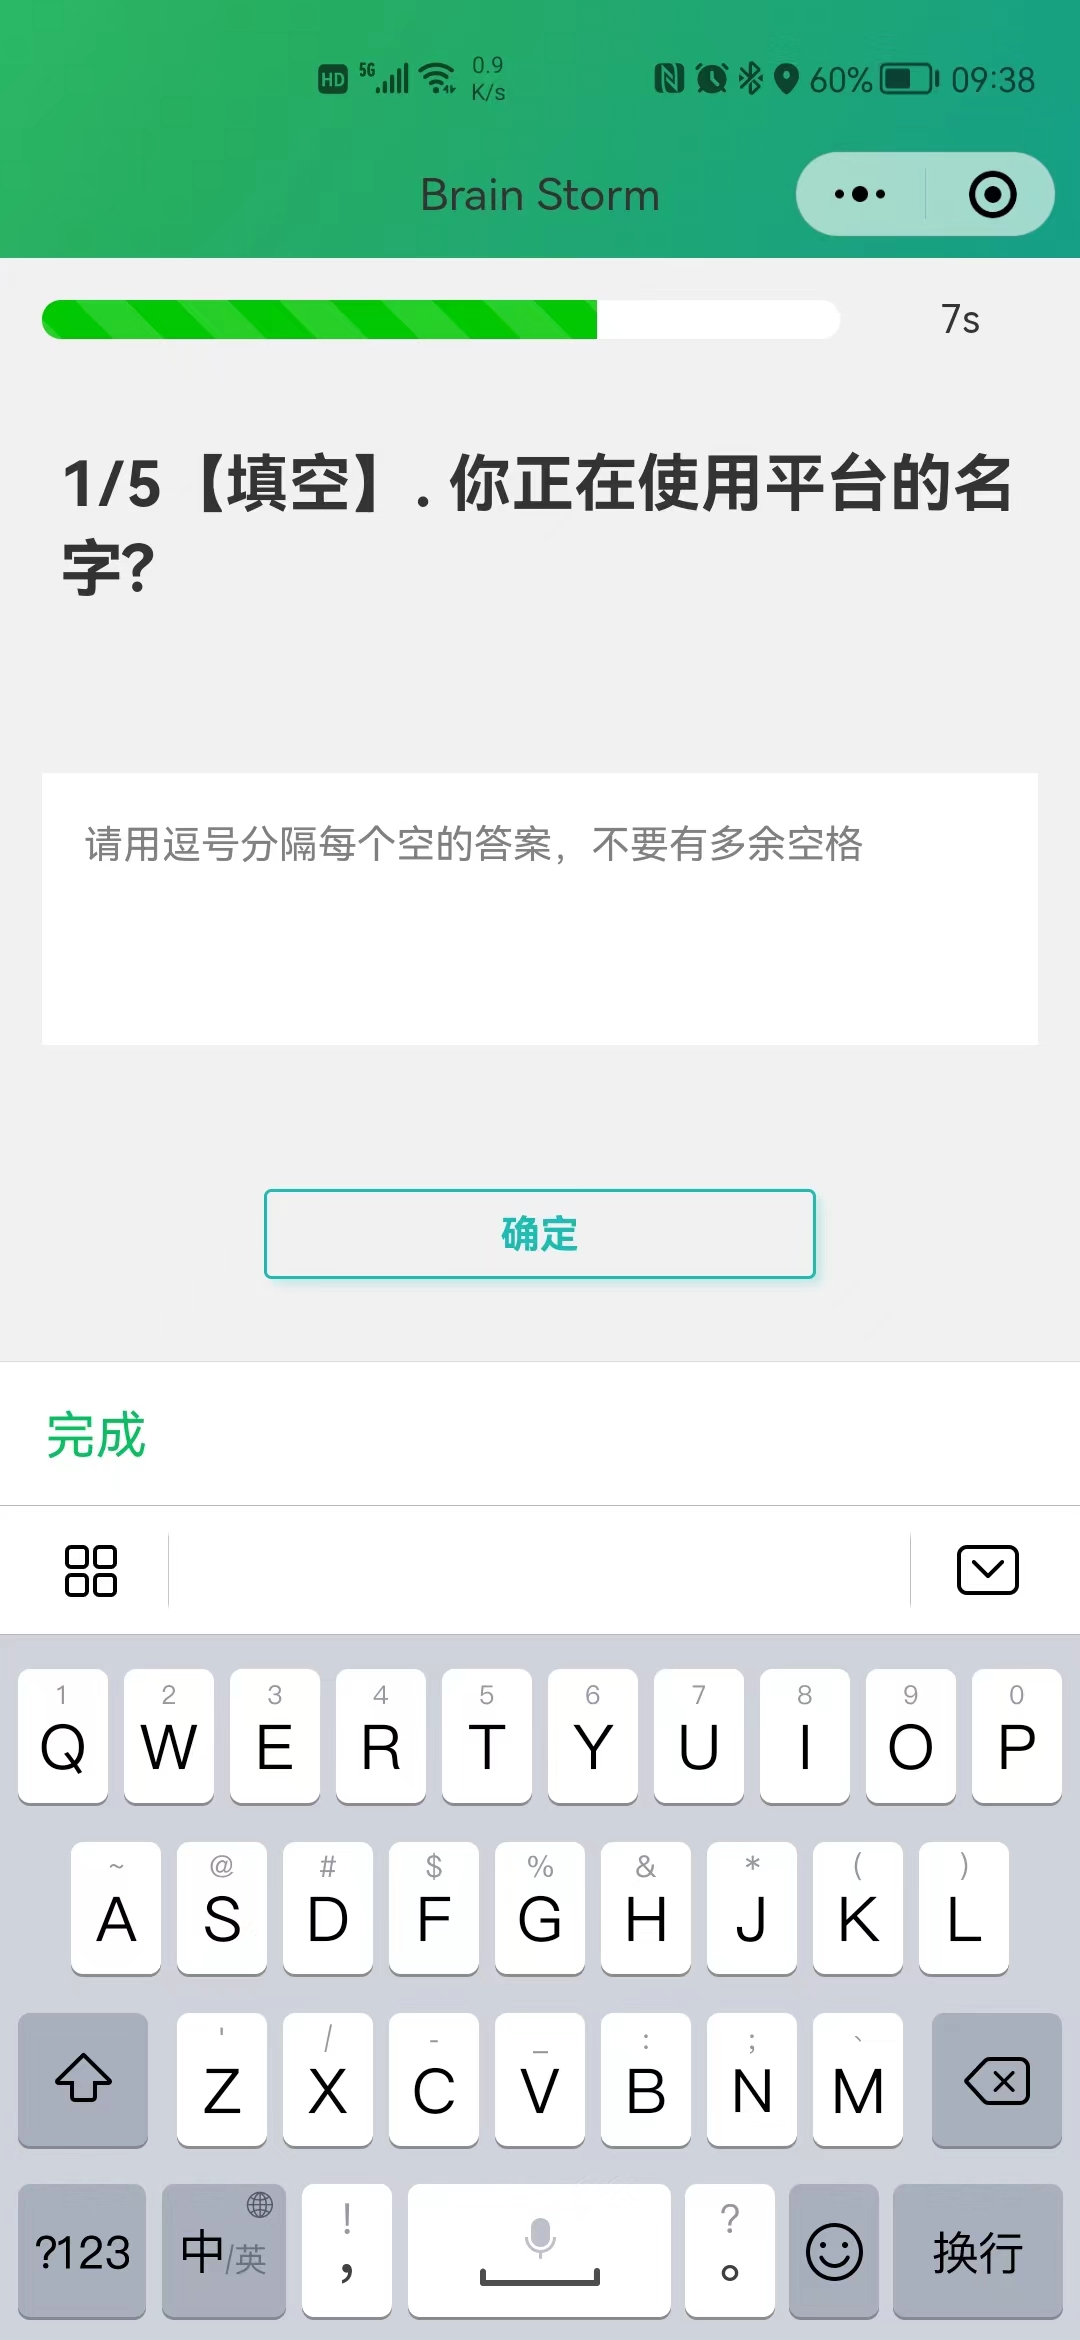 HD 5G 0.9 K/s 60% 09:38
Brain Storm
7s
1/5【填空】. 你正在使用平台的名
字?
请用逗号分隔每个空的答案，不要有多余空格
确定
完成
1 2 3 4 5 6 7 8 9 0
Q W E R T Y U I O P
~ @ # $ % & * ( )
A S D F G H J K L
' / - _ : ; 、
Z X C V B N M
! ?
?123 中/英 , 。 换行